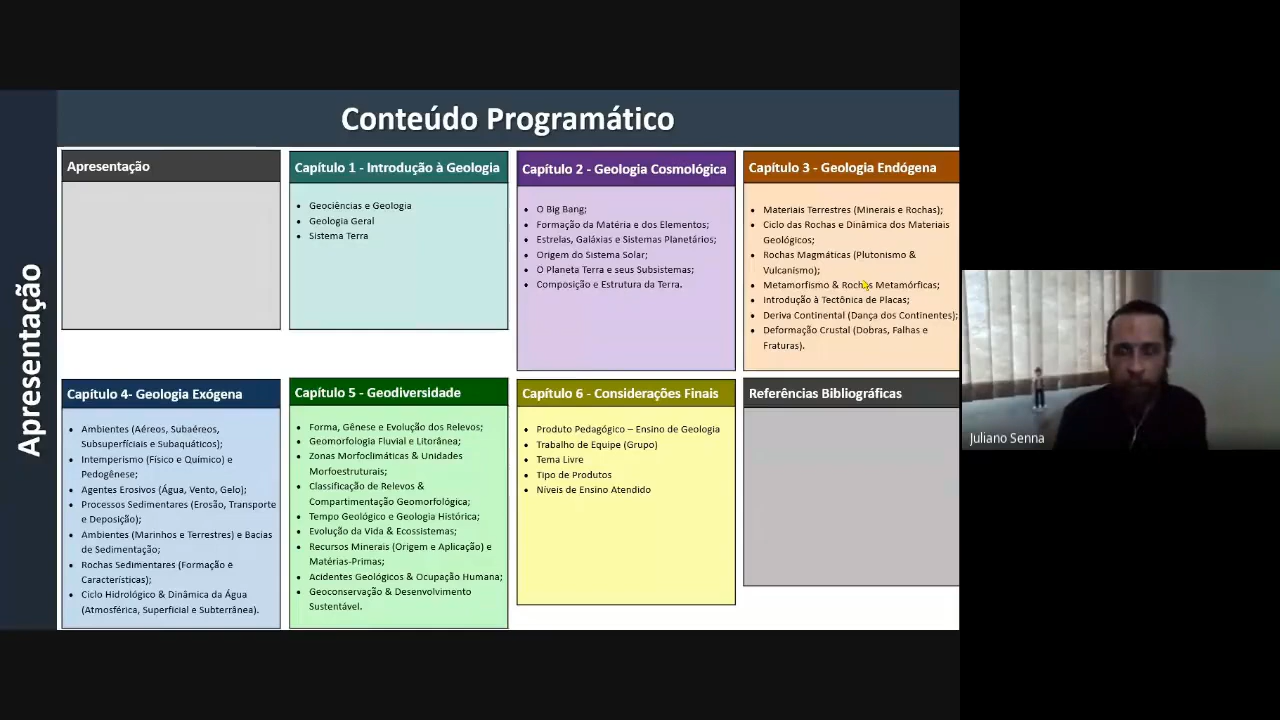 Conteúdo Programático
Apresentação
Apresentação
Capítulo 1 - Introdução à Geologia
• Geociências e Geologia
• Geologia Geral
• Sistema Terra
Capítulo 2 - Geologia Cosmológica
• O Big Bang;
• Formação da Matéria e dos Elementos;
• Estrelas, Galáxias e Sistemas Planetários;
• Origem do Sistema Solar;
• O Planeta Terra e seus Subsistemas;
• Composição e Estrutura da Terra.
Capítulo 3 - Geologia Endógena
• Materiais Terrestres (Minerais e Rochas);
• Ciclo das Rochas e Dinâmica dos Materiais
Geológicos;
• Rochas Magmáticas (Plutonismo &
Vulcanismo);
• Metamorfismo & Rochas Metamórficas;
• Introdução à Tectônica de Placas;
• Deriva Continental (Dança dos Continentes);
• Deformação Crustal (Dobras, Falhas e
Fraturas).
Capítulo 4- Geologia Exógena
• Ambientes (Aéreos, Subaéreos,
Subsuperfíciais e Subaquáticos);
• Intemperismo (Físico e Químico) e
Pedogênese;
• Agentes Erosivos (Água, Vento, Gelo);
• Processos Sedimentares (Erosão, Transporte
e Deposição);
• Ambientes (Marinhos e Terrestres) e Bacias
de Sedimentação;
• Rochas Sedimentares (Formação e
Características);
• Ciclo Hidrológico & Dinâmica da Água
(Atmosférica, Superficial e Subterrânea).
Capítulo 5 - Geodiversidade
• Forma, Gênese e Evolução dos Relevos;
• Geomorfologia Fluvial e Litorânea;
• Zonas Morfoclimáticas & Unidades
Morfoestruturais;
• Classificação de Relevos &
Compartimentação Geomorfológica;
• Tempo Geológico e Geologia Histórica;
• Evolução da Vida & Ecossistemas;
• Recursos Minerais (Origem e Aplicação) e
Matérias-Primas;
• Acidentes Geológicos & Ocupação Humana;
• Geoconservação & Desenvolvimento
Sustentável.
Capítulo 6 - Considerações Finais
• Produto Pedagógico – Ensino de Geologia
• Trabalho de Equipe (Grupo)
• Tema Livre
• Tipo de Produtos
• Níveis de Ensino Atendido
Referências Bibliográficas
Juliano Senna